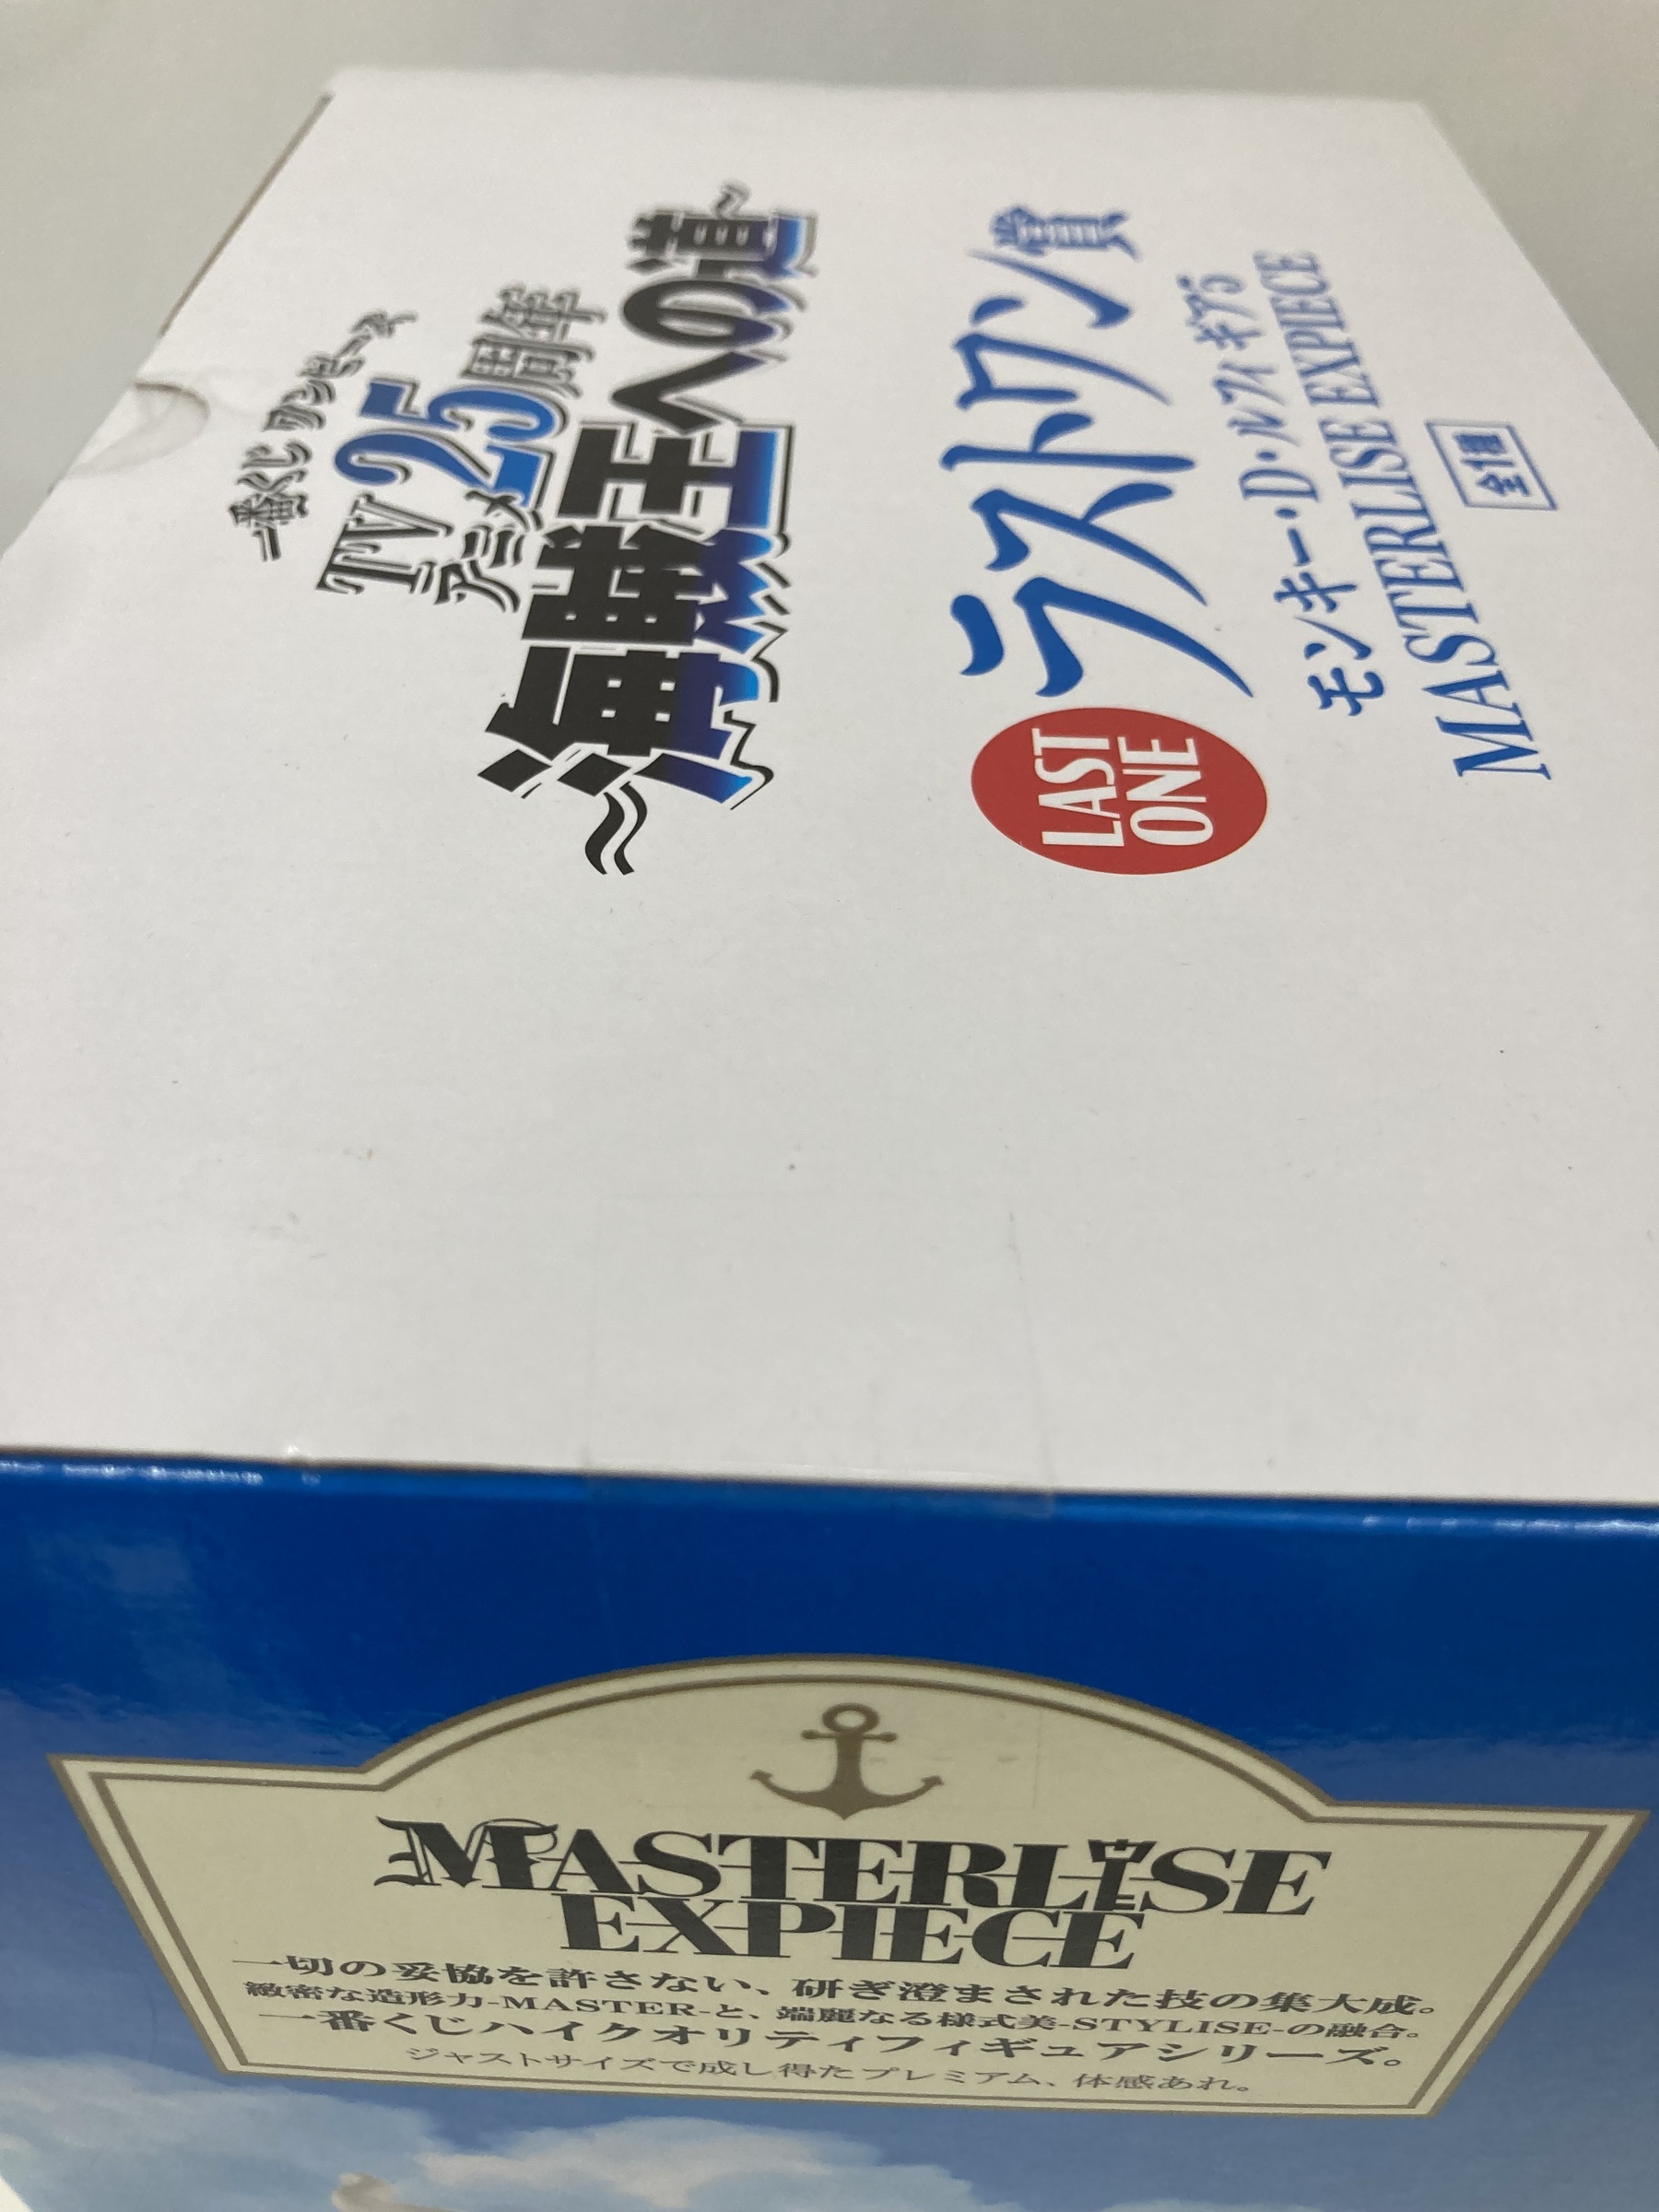 一番くじ ワンピース
TVアニメ25周年
～海賊王への道～
LAST ONE
ラストワン賞
モンキー・D・ルフィ ギア5
MASTERLISE EXPIECE
全1種
MASTERLISE
EXPIECE
一切の妥協を許さない、研ぎ澄まされた技の集大成。
緻密な造形力-MASTER-と、端麗なる様式美-STYLISE-の融合。
一番くじハイクオリティフィギュアシリーズ。
ジャストサイズで成し得たプレミアム、体感あれ。